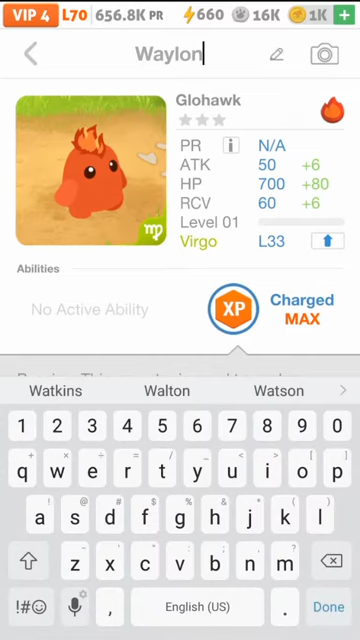 VIP 4 L70 656.8K PR 660 16K 1K +
Waylon
Glohawk
PR i N/A
ATK 50 +6
HP 700 +80
RCV 60 +6
Level 01
Virgo L33
Abilities
No Active Ability XP Charged MAX
Watkins Walton Watson
1 2 3 4 5 6 7 8 9 0
q w e r t y u i o p
a s d f g h j k l
z x c v b n m
!#☺ , English (US) . Done